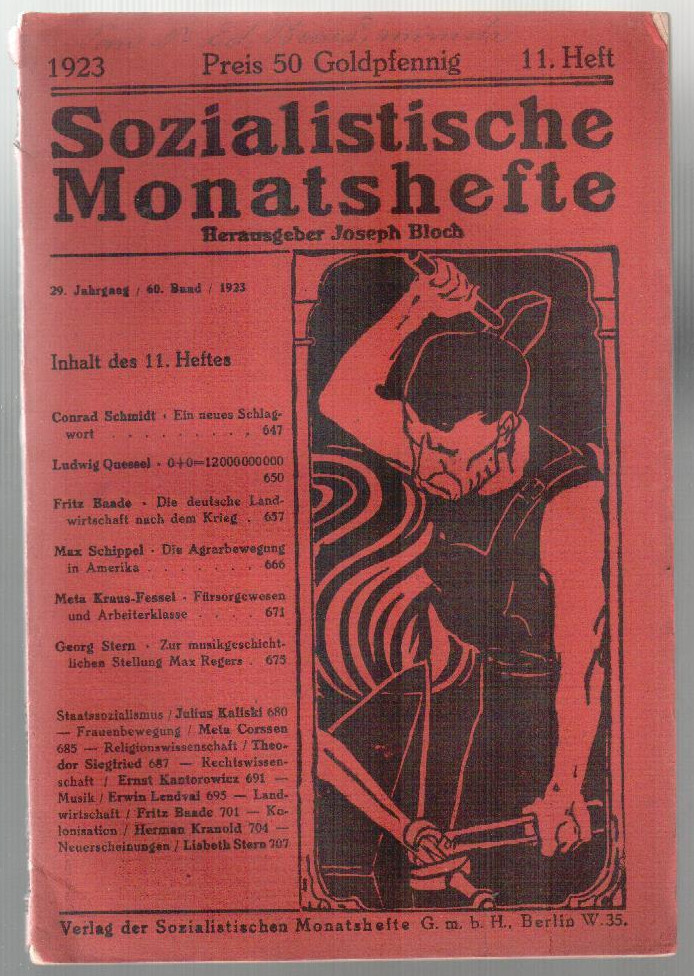 1923 Preis 50 Goldpfennig 11. Heft
Sozialistische
Monatshefte
Herausgeber Joseph Bloch
29. Jahrgang / 60. Band / 1923
Inhalt des 11. Heftes
Conrad Schmidt · Ein neues Schlag-
wort . . . . . . . . . . 647
Ludwig Quessel · 0+0=12000000000
650
Fritz Baade · Die deutsche Land-
wirtschaft nach dem Krieg . 657
Max Schippel · Die Agrarbewegung
in Amerika . . . . . . . . 666
Meta Kraus-Fessel · Fürsorgewesen
und Arbeiterklasse . . . . . 671
Georg Stern · Zur musikgeschicht-
lichen Stellung Max Regers . 675
Staatssozialismus / Julius Kaliski 680
— Frauenbewegung / Meta Corssen
685 — Religionswissenschaft / Theo-
dor Siegfried 687 — Rechtswissen-
schaft / Ernst Kantorowicz 691 —
Musik / Erwin Lendvai 695 — Land-
wirtschaft / Fritz Baade 701 — Ko-
lonisation / Herman Kranold 704 —
Neuerscheinungen / Lisbeth Stern 707
Verlag der Sozialistischen Monatshefte G. m. b. H., Berlin W. 35.